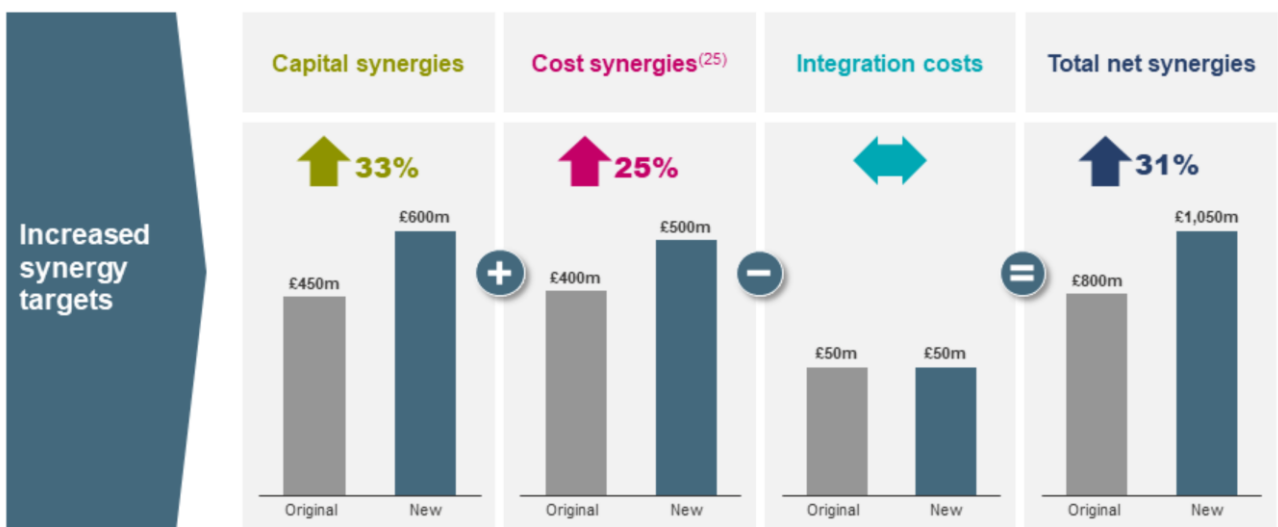 Increased
synergy
targets
Capital synergies
Cost synergies(25)
Integration costs
Total net synergies
33%
25%
31%
£450m
£600m
Original
New
+
£400m
£500m
Original
New
−
£50m
£50m
Original
New
=
£800m
£1,050m
Original
New